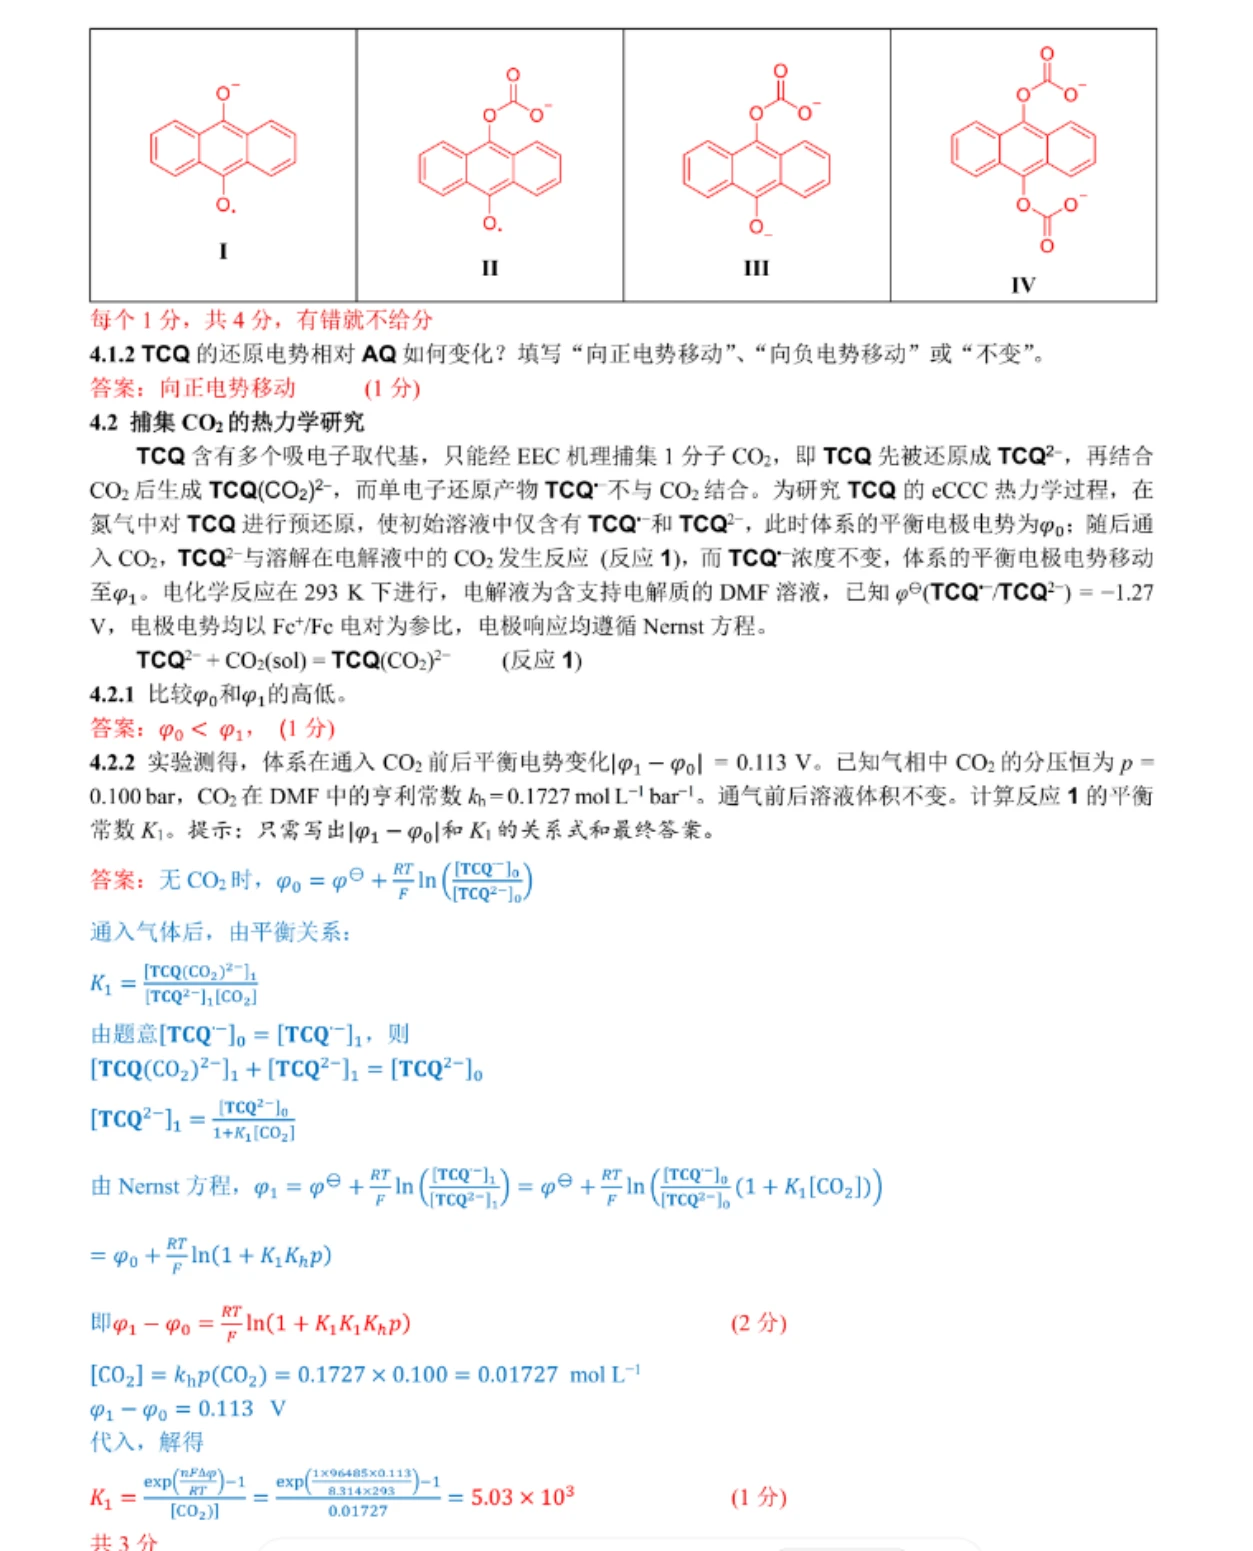 O⁻
O.
I
O
O
O⁻
O.
II
O
O
O⁻
O_
III
O
O
O⁻
O
O⁻
O
IV
每个 1 分，共 4 分，有错就不给分
4.1.2 TCQ 的还原电势相对 AQ 如何变化？填写“向正电势移动”、“向负电势移动”或“不变”。
答案：向正电势移动 (1 分)
4.2 捕集 CO₂ 的热力学研究
TCQ 含有多个吸电子取代基，只能经 EEC 机理捕集 1 分子 CO₂，即 TCQ 先被还原成 TCQ²⁻，再结合
CO₂ 后生成 TCQ(CO₂)²⁻，而单电子还原产物 TCQ˙⁻不与 CO₂ 结合。为研究 TCQ 的 eCCC 热力学过程，在
氮气中对 TCQ 进行预还原，使初始溶液中仅含有 TCQ˙⁻和 TCQ²⁻，此时体系的平衡电极电势为φ₀；随后通
入 CO₂，TCQ²⁻与溶解在电解液中的 CO₂ 发生反应 (反应 1)，而 TCQ˙⁻浓度不变，体系的平衡电极电势移动
至φ₁。电化学反应在 293 K 下进行，电解液为含支持电解质的 DMF 溶液，已知 φ⊖(TCQ˙⁻/TCQ²⁻) = −1.27
V，电极电势均以 Fc⁺/Fc 电对为参比，电极响应均遵循 Nernst 方程。
TCQ²⁻ + CO₂(sol) = TCQ(CO₂)²⁻ (反应 1)
4.2.1 比较φ₀和φ₁的高低。
答案：φ₀ < φ₁， (1 分)
4.2.2 实验测得，体系在通入 CO₂ 前后平衡电势变化|φ₁ − φ₀| = 0.113 V。已知气相中 CO₂ 的分压恒为 p =
0.100 bar，CO₂ 在 DMF 中的亨利常数 kh = 0.1727 mol L⁻¹ bar⁻¹。通气前后溶液体积不变。计算反应 1 的平衡
常数 K₁。提示：只需写出|φ₁ − φ₀|和 K₁ 的关系式和最终答案。
答案：无 CO₂ 时，φ₀ = φ⊖ + RT/F ln([TCQ˙⁻]₀/[TCQ²⁻]₀)
通入气体后，由平衡关系：
K₁ = [TCQ(CO₂)²⁻]₁/[TCQ²⁻]₁[CO₂]
由题意[TCQ˙⁻]₀ = [TCQ˙⁻]₁，则
[TCQ(CO₂)²⁻]₁ + [TCQ²⁻]₁ = [TCQ²⁻]₀
[TCQ²⁻]₁ = [TCQ²⁻]₀/1+K₁[CO₂]
由 Nernst 方程，φ₁ = φ⊖ + RT/F ln([TCQ˙⁻]₁/[TCQ²⁻]₁) = φ⊖ + RT/F ln([TCQ˙⁻]₀/[TCQ²⁻]₀ (1 + K₁[CO₂]))
= φ₀ + RT/F ln(1 + K₁Kₕp)
即φ₁ − φ₀ = RT/F ln(1 + K₁K₁Kₕp) (2 分)
[CO₂] = kₕp(CO₂) = 0.1727 × 0.100 = 0.01727 mol L⁻¹
φ₁ − φ₀ = 0.113 V
代入，解得
K₁ = exp(nFΔφ/RT)−1/[CO₂)] = exp(1×96485×0.113/8.314×293)−1/0.01727 = 5.03 × 10³ (1 分)
共 3 分